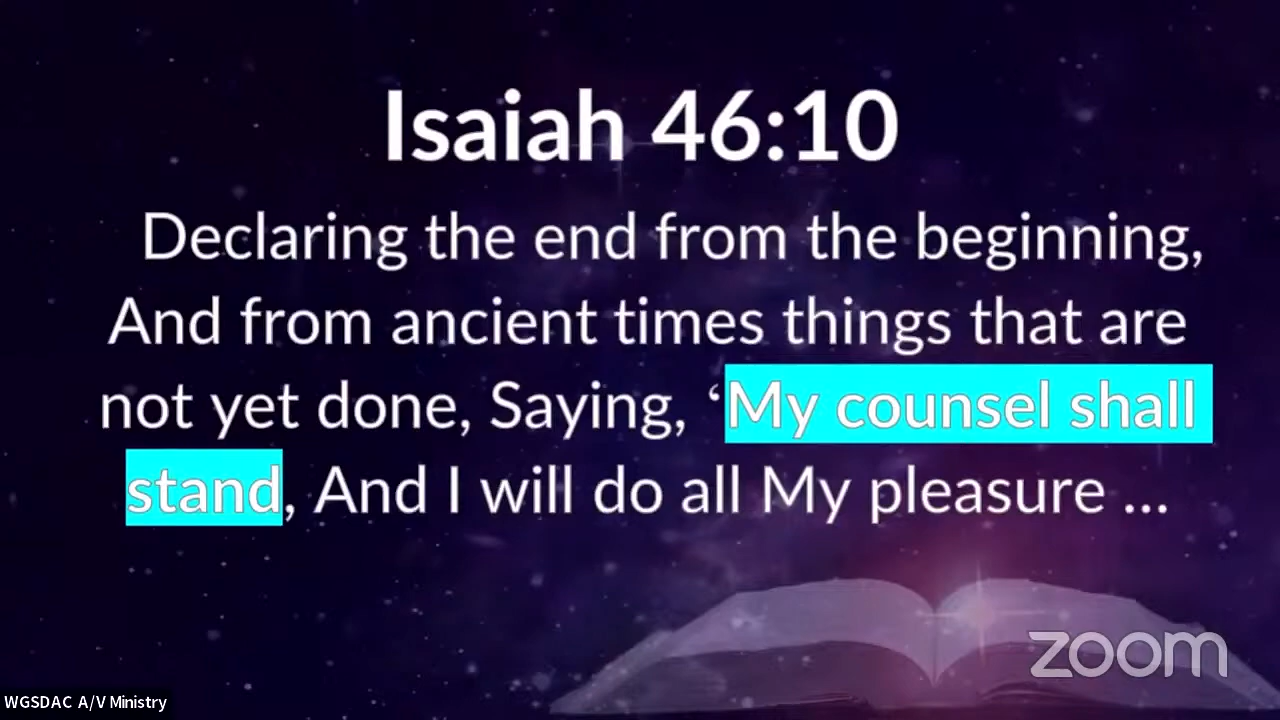 Isaiah 46:10
Declaring the end from the beginning,
And from ancient times things that are
not yet done, Saying, ‘My counsel shall
stand, And I will do all My pleasure ...
zoom
WGSDAC A/V Ministry